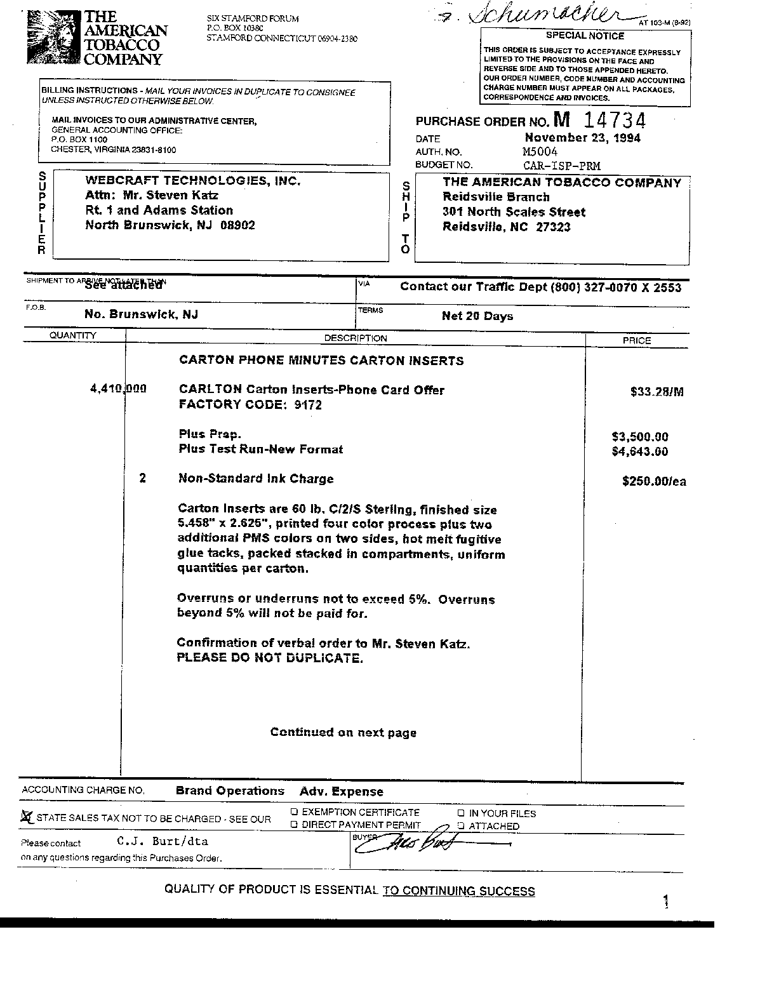 THE
AMERICAN
TOBACCO
COMPANY
SIX STAMFORD FORUM
P.O. BOX 10380
STAMFORD CONNECTICUT 06904-2380
Schumacher
AT 103-M (8-92)
SPECIAL NOTICE
THIS ORDER IS SUBJECT TO ACCEPTANCE EXPRESSLY
LIMITED TO THE PROVISIONS ON THE FACE AND
REVERSE SIDE AND TO THOSE APPENDED HERETO.
OUR ORDER NUMBER, CODE NUMBER AND ACCOUNTING
CHARGE NUMBER MUST APPEAR ON ALL PACKAGES,
CORRESPONDENCE AND INVOICES.
BILLING INSTRUCTIONS - MAIL YOUR INVOICES IN DUPLICATE TO CONSIGNEE
UNLESS INSTRUCTED OTHERWISE BELOW.
MAIL INVOICES TO OUR ADMINISTRATIVE CENTER,
GENERAL ACCOUNTING OFFICE:
P.O. BOX 1100
CHESTER, VIRGINIA 23831-8100
PURCHASE ORDER NO. M 14734
DATE November 23, 1994
AUTH. NO. M5004
BUDGET NO. CAR-ISP-PRM
SUPPLIER
WEBCRAFT TECHNOLOGIES, INC.
Attn: Mr. Steven Katz
Rt. 1 and Adams Station
North Brunswick, NJ 08902
SHIP TO
THE AMERICAN TOBACCO COMPANY
Reidsville Branch
301 North Scales Street
Reidsville, NC 27323
SHIPMENT TO ARRIVE NOT LATER THAN See attached
VIA Contact our Traffic Dept (800) 327-0070 X 2553
F.O.B. No. Brunswick, NJ
TERMS Net 20 Days
QUANTITY DESCRIPTION PRICE
CARTON PHONE MINUTES CARTON INSERTS
4,410,000 CARLTON Carton Inserts-Phone Card Offer $33.28/M
FACTORY CODE: 9172
Plus Prep. $3,500.00
Plus Test Run-New Format $4,643.00
2 Non-Standard Ink Charge $250.00/ea
Carton Inserts are 60 lb. C/2/S Sterling, finished size
5.458" x 2.625", printed four color process plus two
additional PMS colors on two sides, hot melt fugitive
glue tacks, packed stacked in compartments, uniform
quantities per carton.
Overruns or underruns not to exceed 5%. Overruns
beyond 5% will not be paid for.
Confirmation of verbal order to Mr. Steven Katz.
PLEASE DO NOT DUPLICATE.
Continued on next page
ACCOUNTING CHARGE NO. Brand Operations Adv. Expense
STATE SALES TAX NOT TO BE CHARGED - SEE OUR
EXEMPTION CERTIFICATE
DIRECT PAYMENT PERMIT
IN YOUR FILES
ATTACHED
Please contact C.J. Burt/dta
on any questions regarding this Purchases Order.
BUYER
QUALITY OF PRODUCT IS ESSENTIAL TO CONTINUING SUCCESS
1